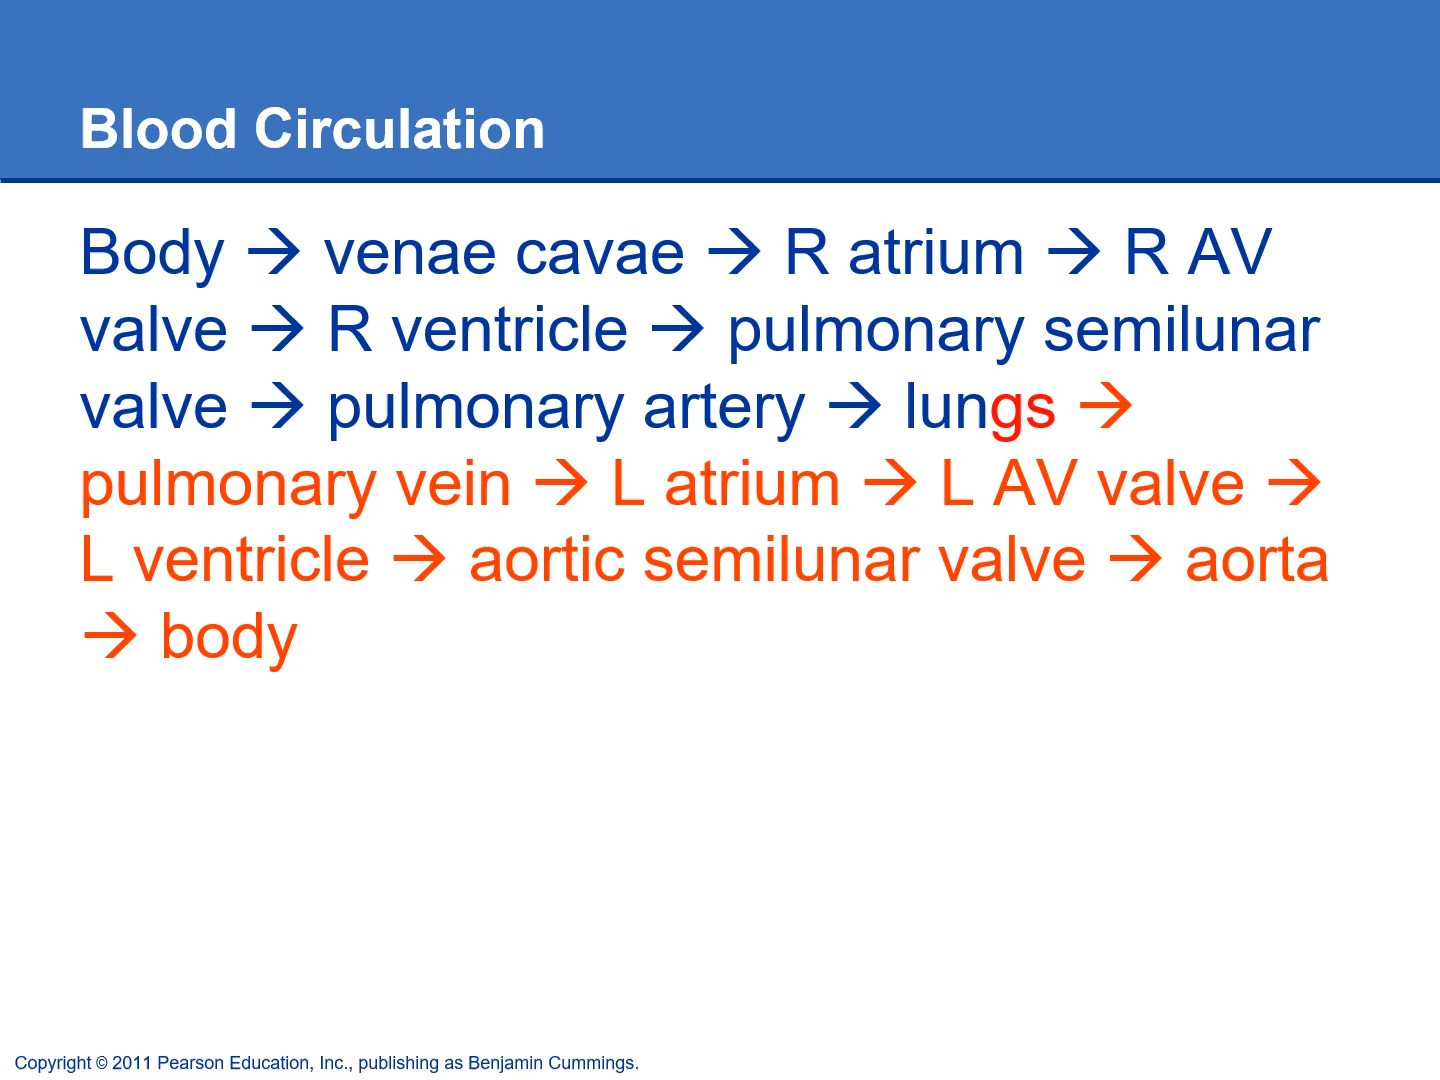 Blood Circulation
Body → venae cavae → R atrium → R AV
valve → R ventricle → pulmonary semilunar
valve → pulmonary artery → lungs →
pulmonary vein → L atrium → L AV valve →
L ventricle → aortic semilunar valve → aorta
→ body
Copyright © 2011 Pearson Education, Inc., publishing as Benjamin Cummings.